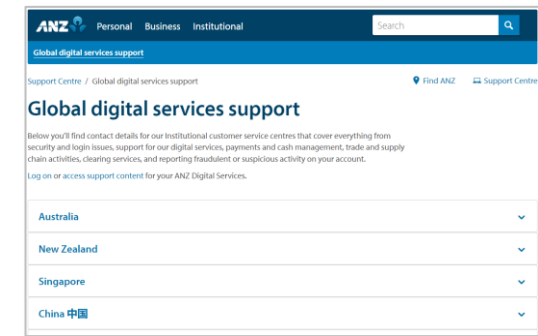 ANZ Personal Business Institutional Search
Global digital services support
Support Centre / Global digital services support Find ANZ Support Centre
Global digital services support
Below you'll find contact details for our Institutional customer service centres that cover everything from
security and login issues, support for our digital services, payments and cash management, trade and supply
chain activities, clearing services, and reporting fraudulent or suspicious activity on your account.
Log on or access support content for your ANZ Digital Services.
Australia
New Zealand
Singapore
China 中国